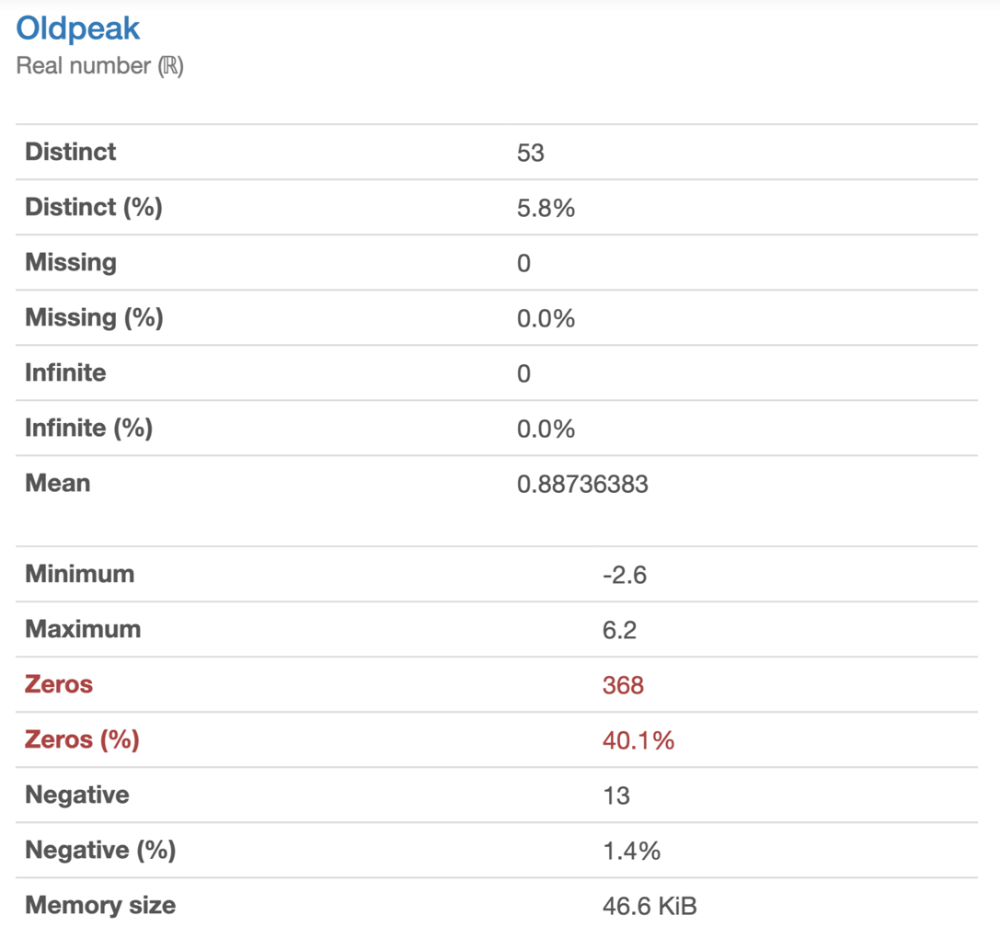 Oldpeak
Real number (ℝ)
Distinct 53
Distinct (%) 5.8%
Missing 0
Missing (%) 0.0%
Infinite 0
Infinite (%) 0.0%
Mean 0.88736383
Minimum -2.6
Maximum 6.2
Zeros 368
Zeros (%) 40.1%
Negative 13
Negative (%) 1.4%
Memory size 46.6 KiB